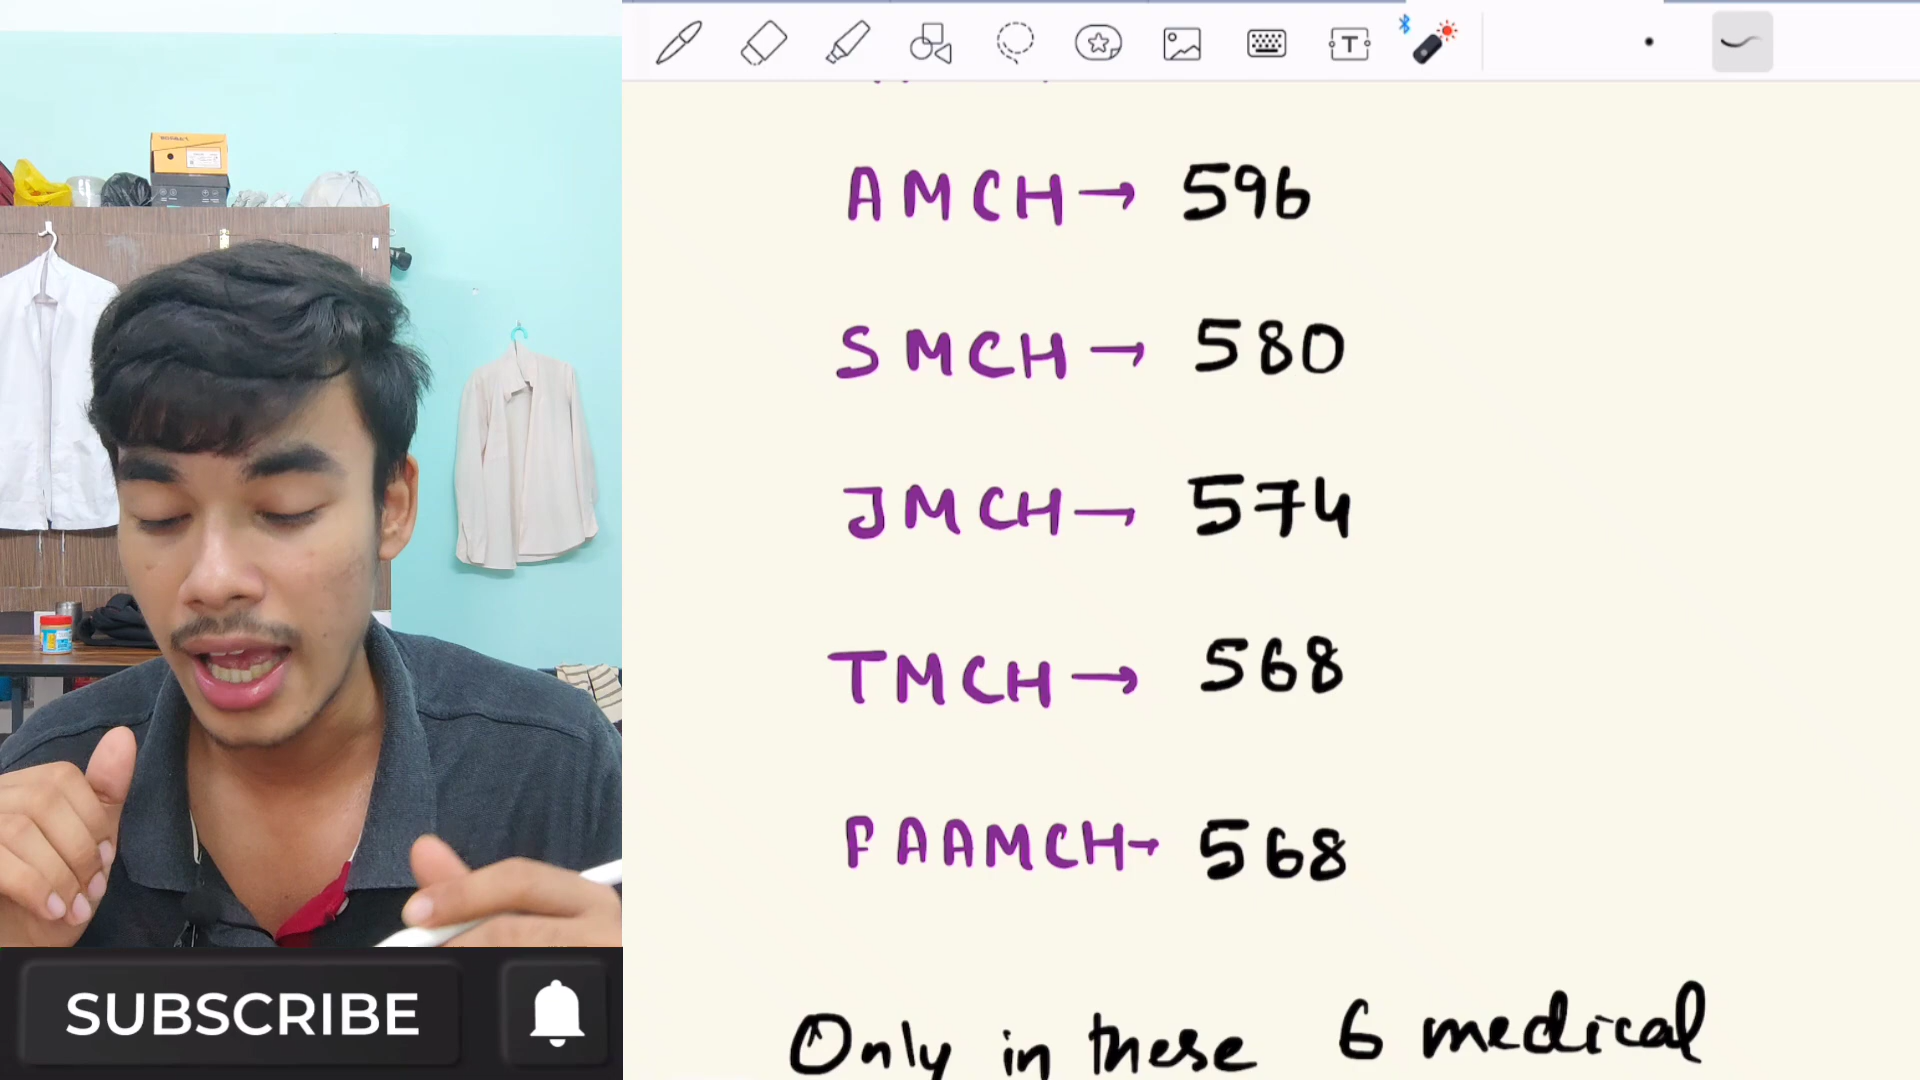 AMCH → 596
SMCH → 580
JMCH → 574
TMCH → 568
FAAMCH → 568
Only in these 6 medical
SUBSCRIBE
T